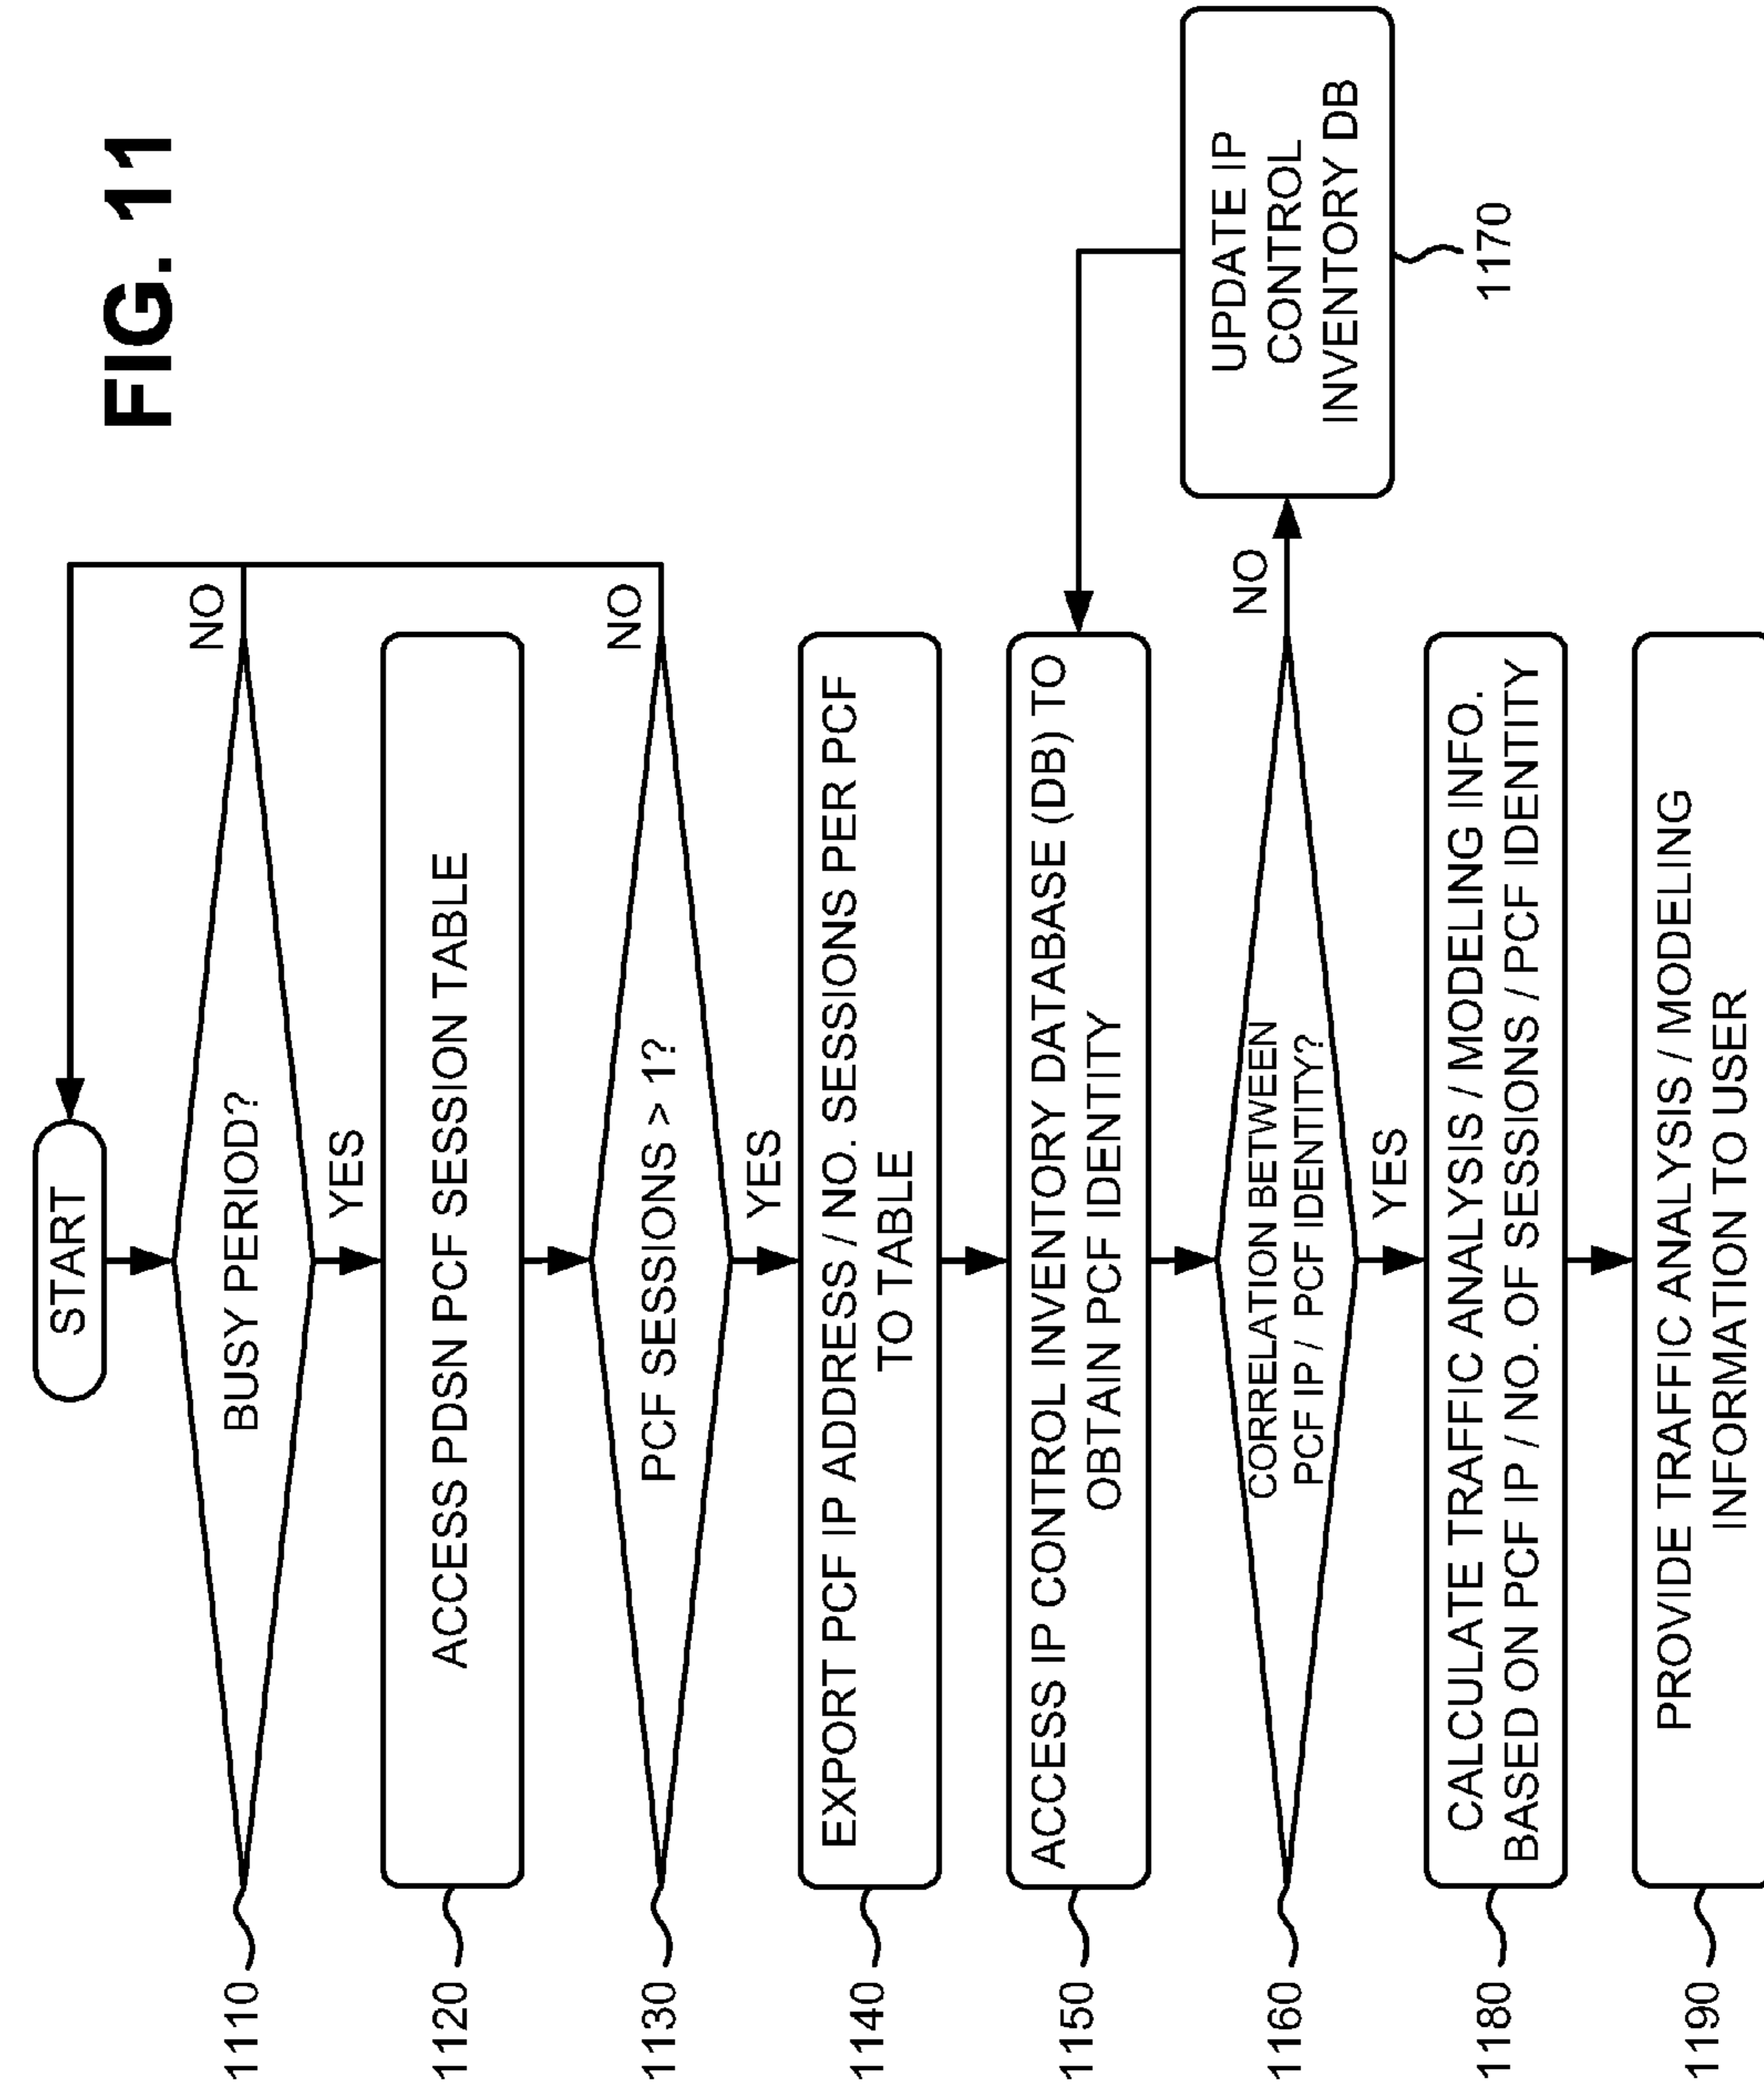 FIG. 11
START
1110
BUSY PERIOD?
NO
YES
1120
ACCESS PDSN PCF SESSION TABLE
1130
PCF SESSIONS > 1?
NO
YES
1140
EXPORT PCF IP ADDRESS / NO. SESSIONS PER PCF
TO TABLE
1150
ACCESS IP CONTROL INVENTORY DATABASE (DB) TO
OBTAIN PCF IDENTITY
1160
CORRELATION BETWEEN
PCF IP / PCF IDENTITY?
NO
UPDATE IP
CONTROL
INVENTORY DB
1170
YES
1180
CALCULATE TRAFFIC ANALYSIS / MODELING INFO.
BASED ON PCF IP / NO. OF SESSIONS / PCF IDENTITY
1190
PROVIDE TRAFFIC ANALYSIS / MODELING
INFORMATION TO USER